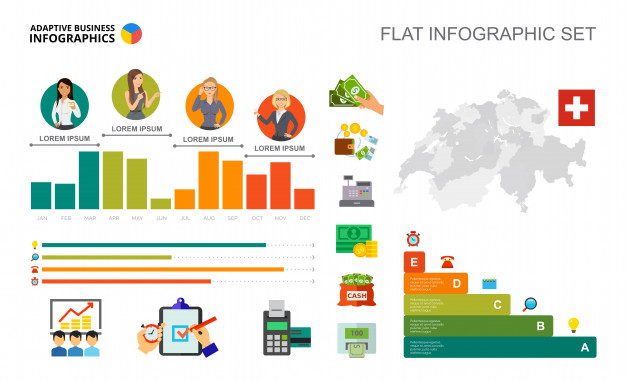 ADAPTIVE BUSINESS
INFOGRAPHICS
FLAT INFOGRAPHIC SET
LOREM IPSUM
LOREM IPSUM
LOREM IPSUM
LOREM IPSUM
JAN FEB MAR APR MAY JUN JUL AUG SEP OCT NOV DEC
CASH
100
E
D
C
B
A